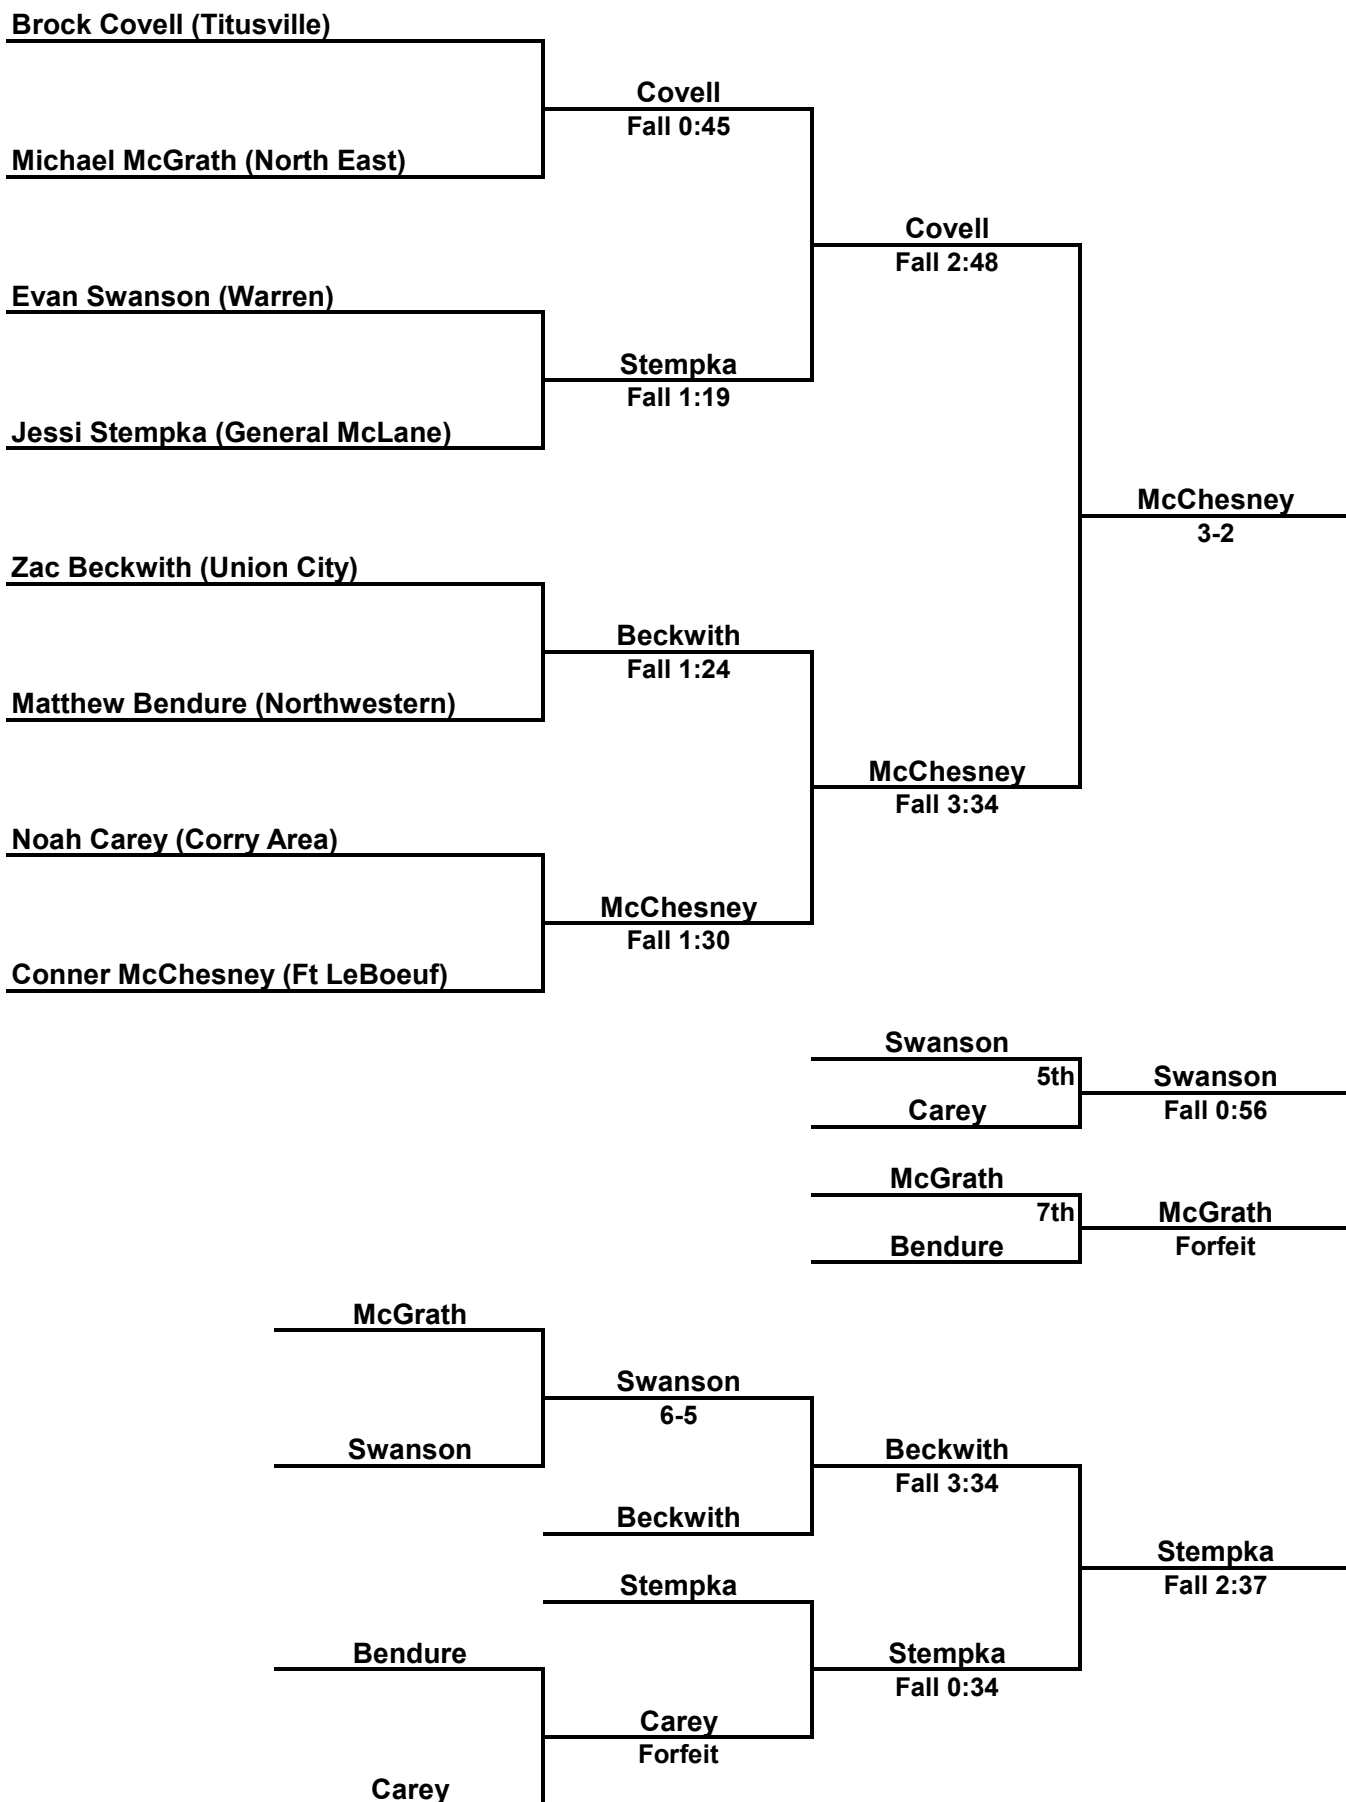 Brock Covell (Titusville)
Covell
Fall 0:45
Michael McGrath (North East)
Covell
Fall 2:48
Evan Swanson (Warren)
Stempka
Fall 1:19
Jessi Stempka (General McLane)
McChesney
3-2
Zac Beckwith (Union City)
Beckwith
Fall 1:24
Matthew Bendure (Northwestern)
McChesney
Fall 3:34
Noah Carey (Corry Area)
McChesney
Fall 1:30
Conner McChesney (Ft LeBoeuf)
Swanson
5th
Swanson
Carey
Fall 0:56
McGrath
7th
McGrath
Bendure
Forfeit
McGrath
Swanson
6-5
Swanson
Beckwith
Fall 3:34
Beckwith
Stempka
Fall 2:37
Stempka
Bendure
Stempka
Fall 0:34
Carey
Forfeit
Carey